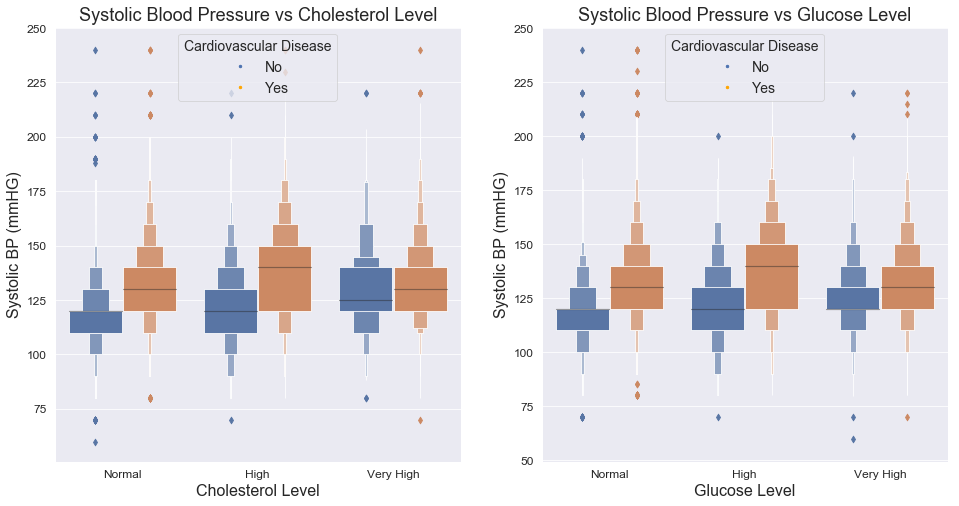 Systolic Blood Pressure vs Cholesterol Level
250
225
200
175
150
125
100
75
Systolic BP (mmHG)
Cardiovascular Disease
No
Yes
Normal
High
Very High
Cholesterol Level
Systolic Blood Pressure vs Glucose Level
250
225
200
175
150
125
100
75
50
Systolic BP (mmHG)
Cardiovascular Disease
No
Yes
Normal
High
Very High
Glucose Level